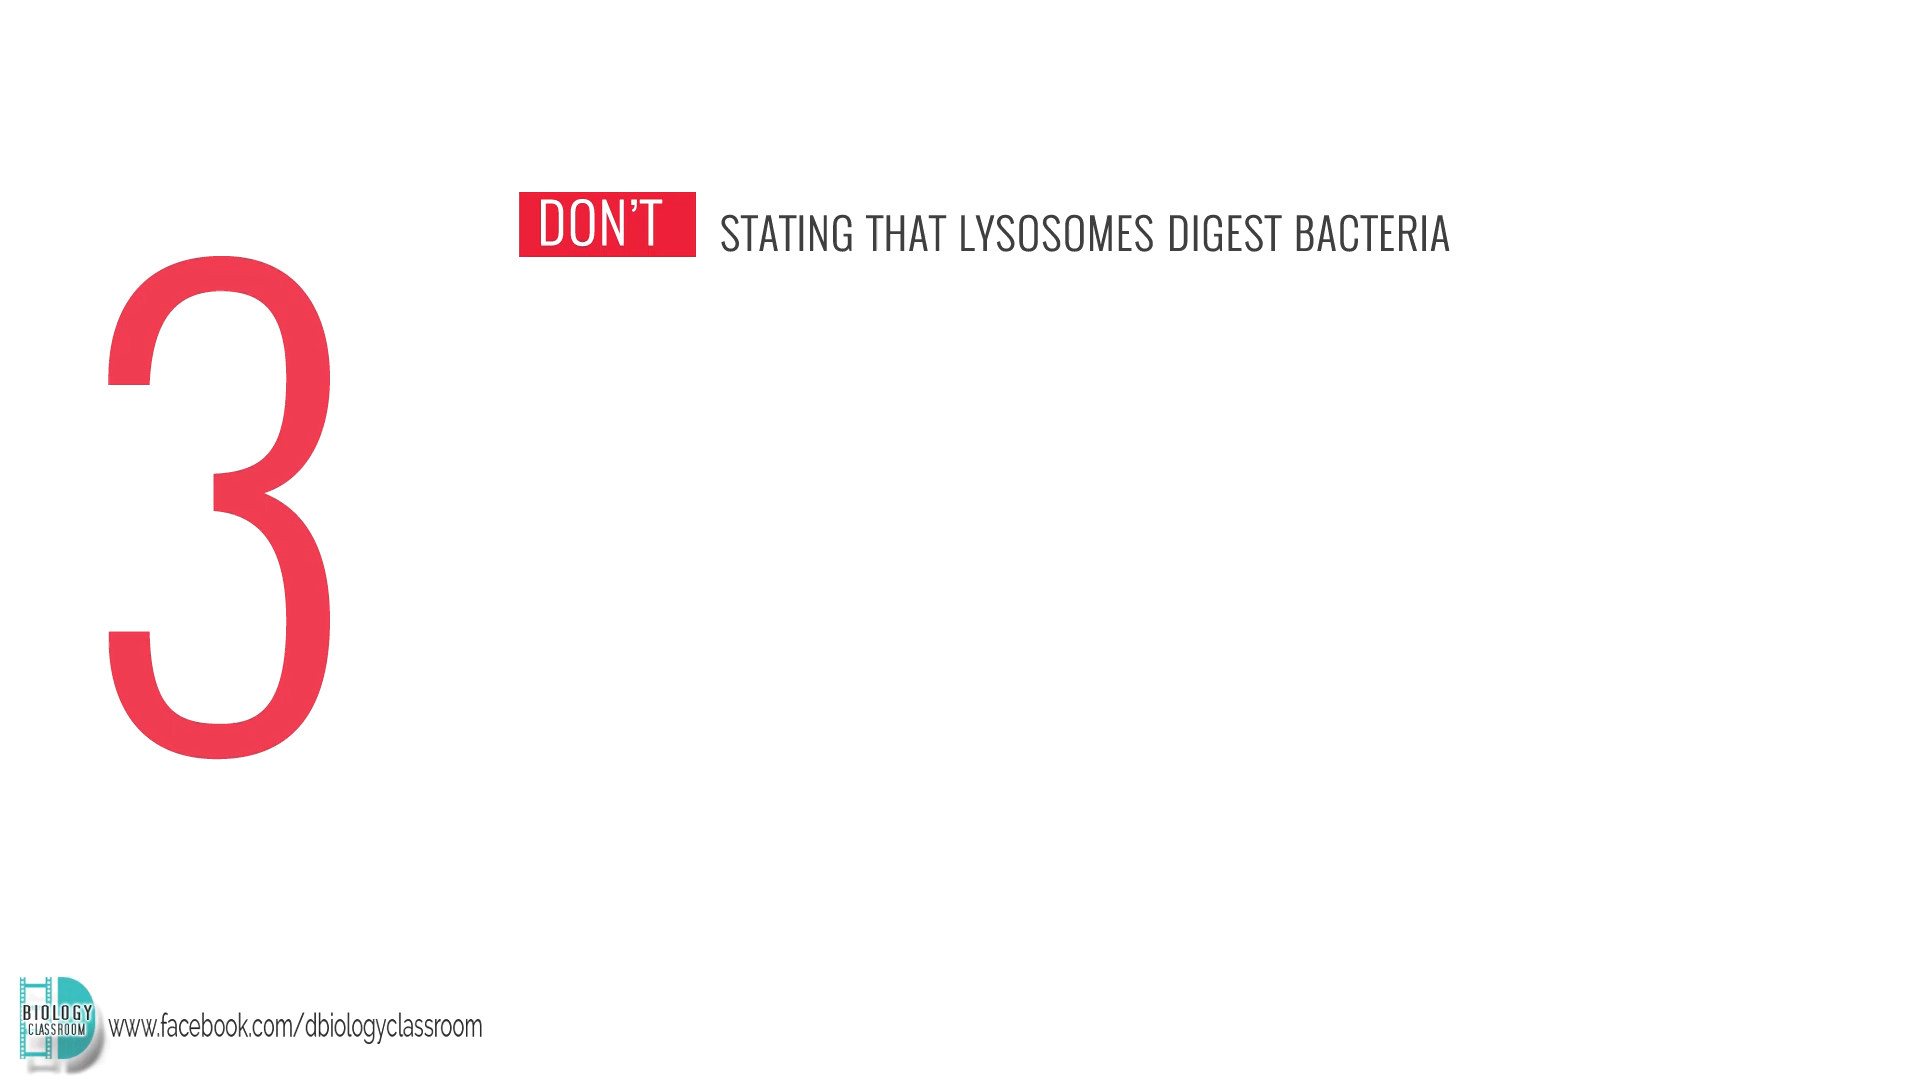 DON'T STATING THAT LYSOSOMES DIGEST BACTERIA
3
BIOLOGY
CLASSROOM
www.facebook.com/dbiologyclassroom